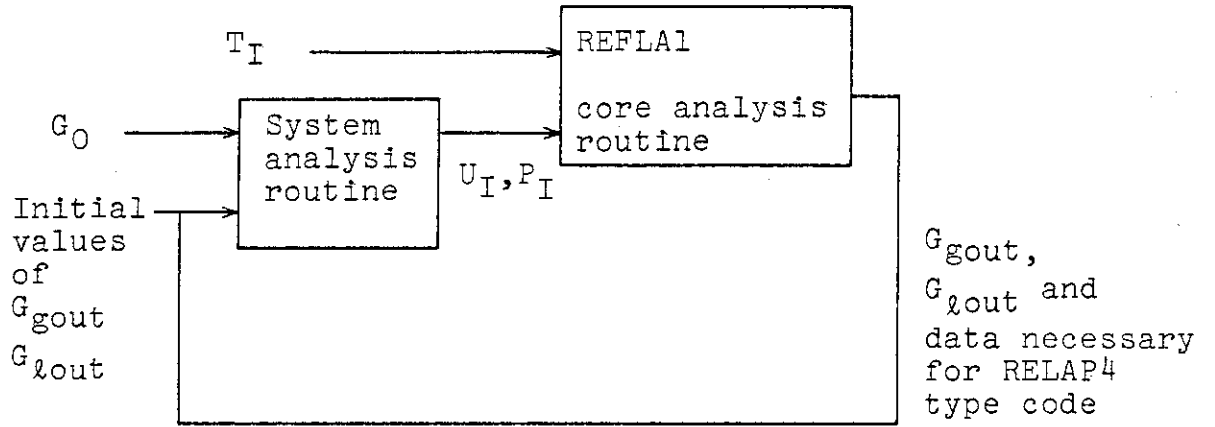 T_I
REFLA1
core analysis
routine
G_O
System
analysis
routine
U_I, P_I
Initial
values
of
G_gout
G_ℓout
G_gout,
G_ℓout and
data necessary
for RELAP4
type code